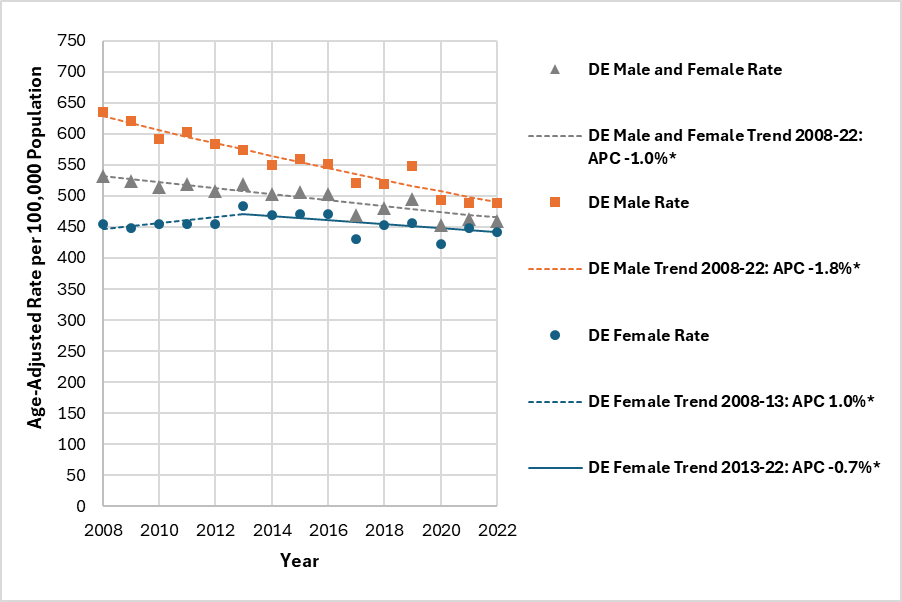 Age-Adjusted Rate per 100,000 Population
750
700
650
600
550
500
450
400
350
300
250
200
150
100
50
0
2008 2010 2012 2014 2016 2018 2020 2022
Year
DE Male and Female Rate
DE Male and Female Trend 2008-22:
APC -1.0%*
DE Male Rate
DE Male Trend 2008-22: APC -1.8%*
DE Female Rate
DE Female Trend 2008-13: APC 1.0%*
DE Female Trend 2013-22: APC -0.7%*